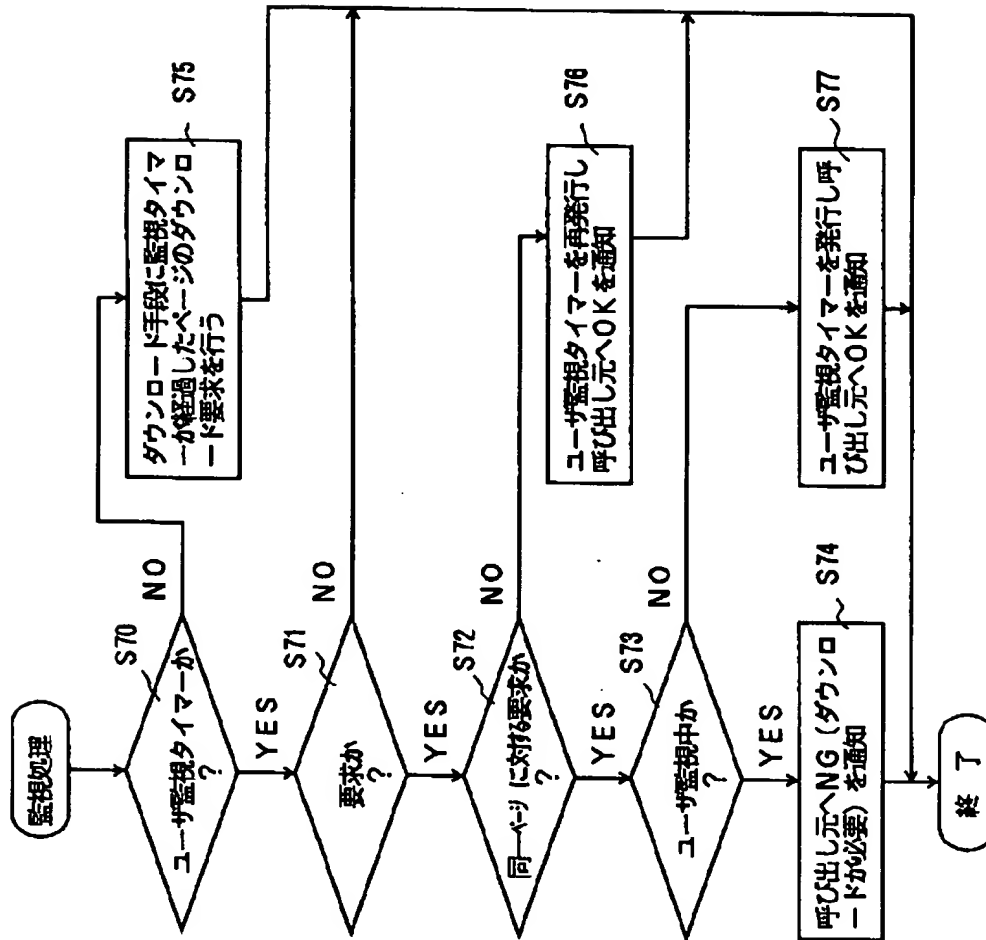 監視処理
S70
ユーザ監視タイマーか
?
NO
YES
ダウンロード手段に監視タイマ
ーが経過したページのダウンロ
ード要求を行う
S75
S71
要求か
?
NO
YES
S72
同一ページに対する要求か
?
NO
YES
ユーザ監視タイマーを再発行し
呼び出し元へOKを通知
S76
S73
ユーザ監視中か
?
NO
YES
ユーザ監視タイマーを発行し呼
び出し元へOKを通知
S77
呼び出し元へNG(ダウンロ
ードが必要)を通知
S74
終了